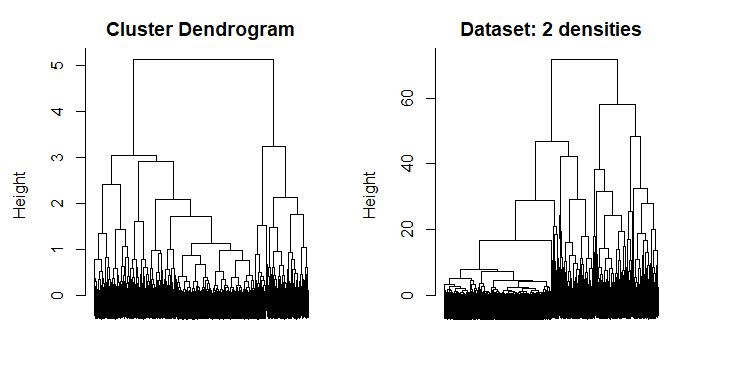 Cluster Dendrogram
Height
5
4
3
2
1
0
Dataset: 2 densities
Height
60
40
20
0